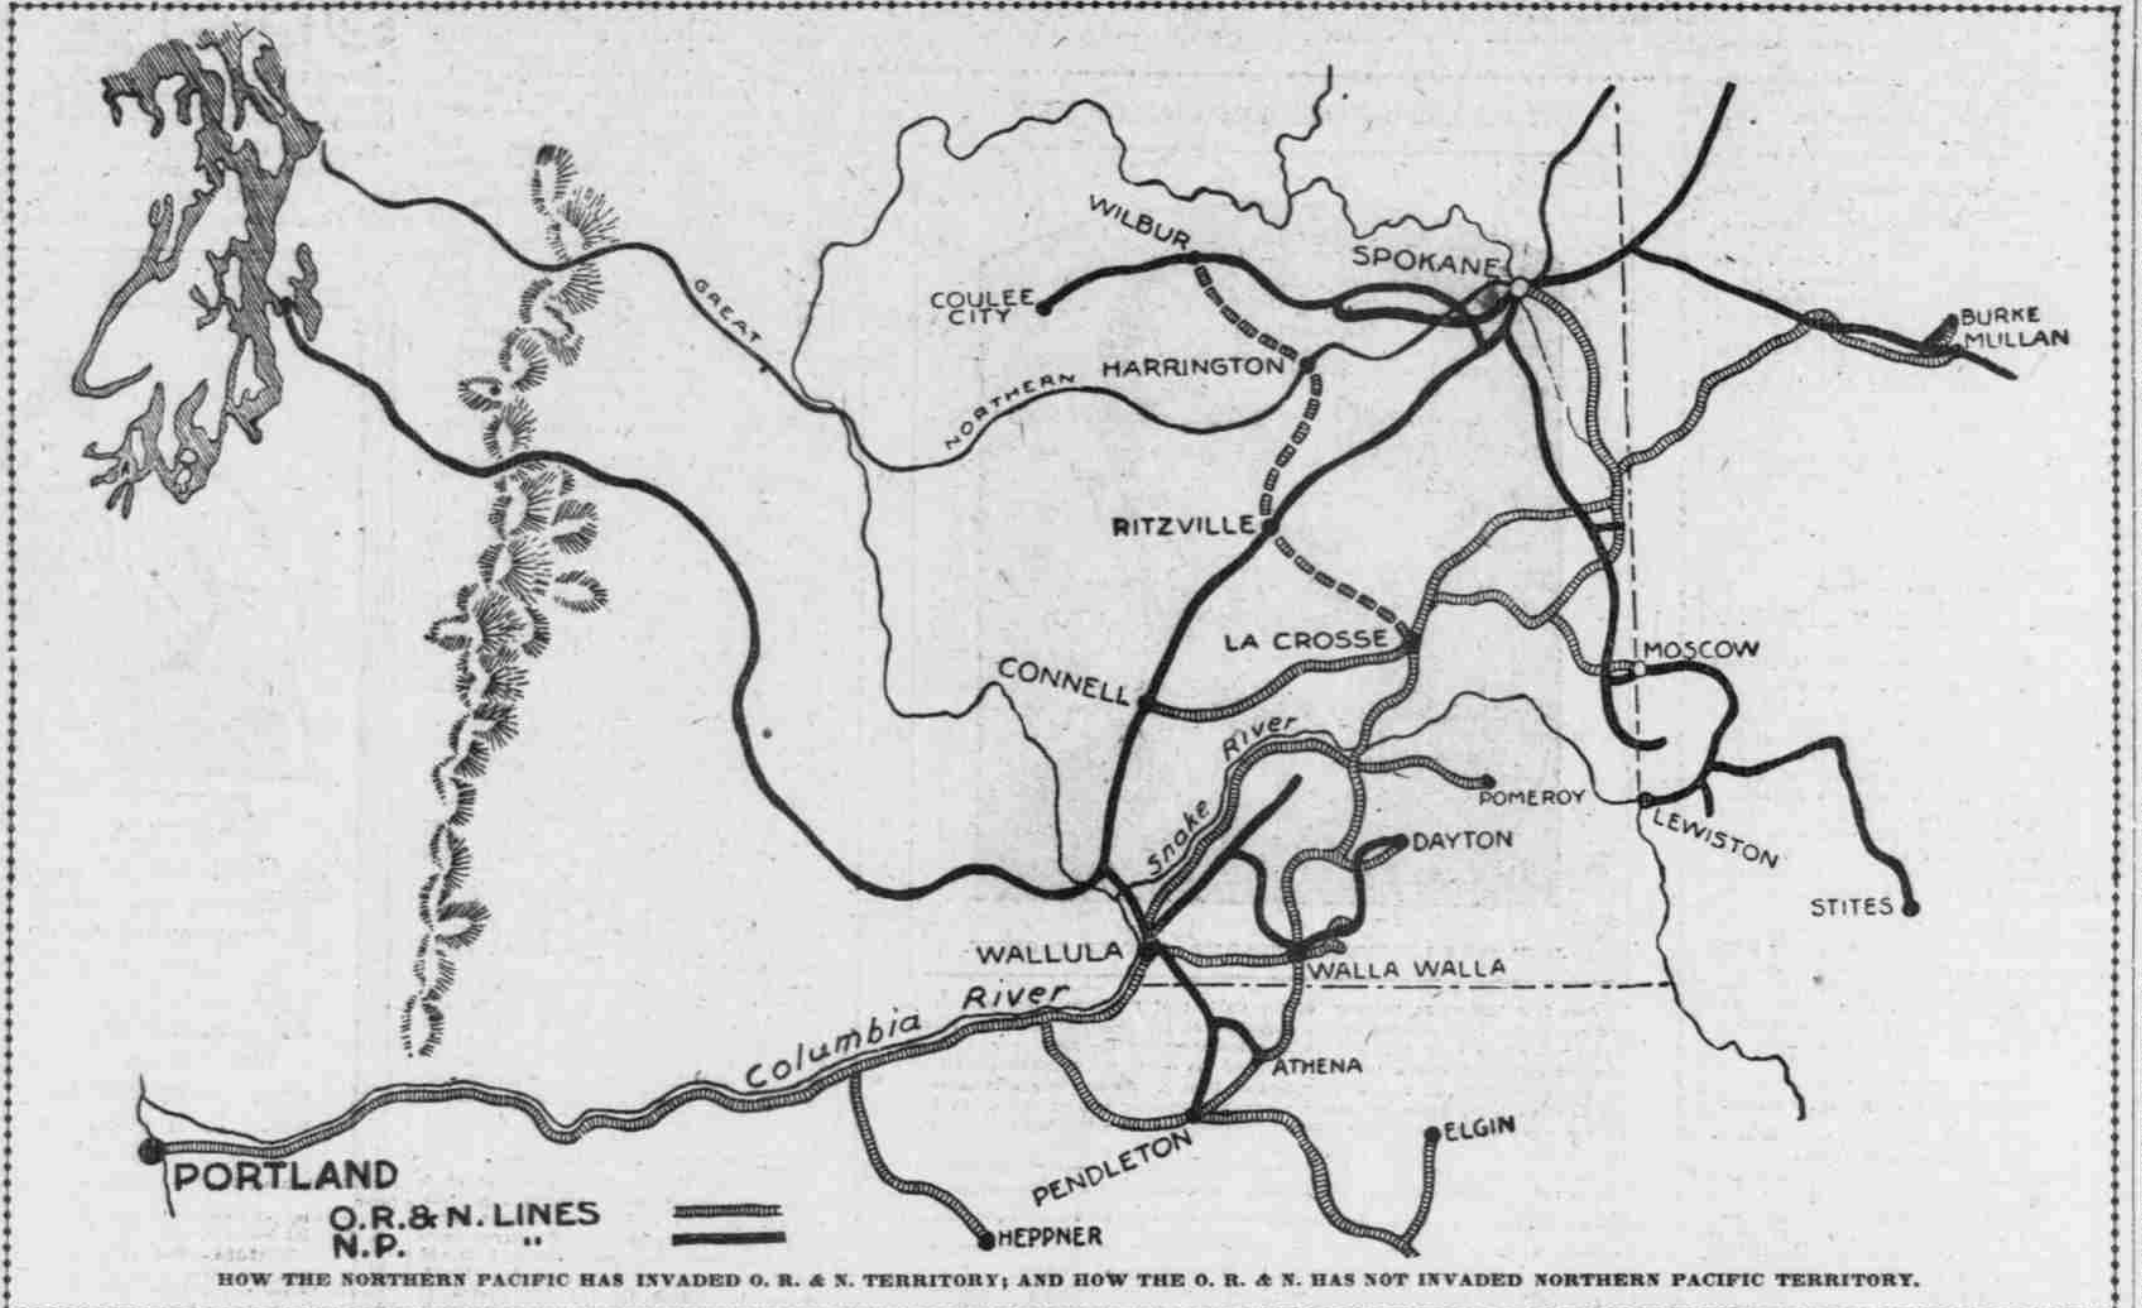 WILBUR
SPOKANE
GREAT
COULEE
CITY
BURKE
MULLAN
HARRINGTON
NORTHERN
RITZVILLE
LA CROSSE
MOSCOW
CONNELL
Snake River
POMEROY
DAYTON
LEWISTON
STITES
WALLULA
WALLA WALLA
Columbia River
ATHENA
PENDLETON
ELGIN
PORTLAND
HEPPNER
O.R.& N. LINES
N.P. "
HOW THE NORTHERN PACIFIC HAS INVADED O. R. & N. TERRITORY; AND HOW THE O. R. & N. HAS NOT INVADED NORTHERN PACIFIC TERRITORY.